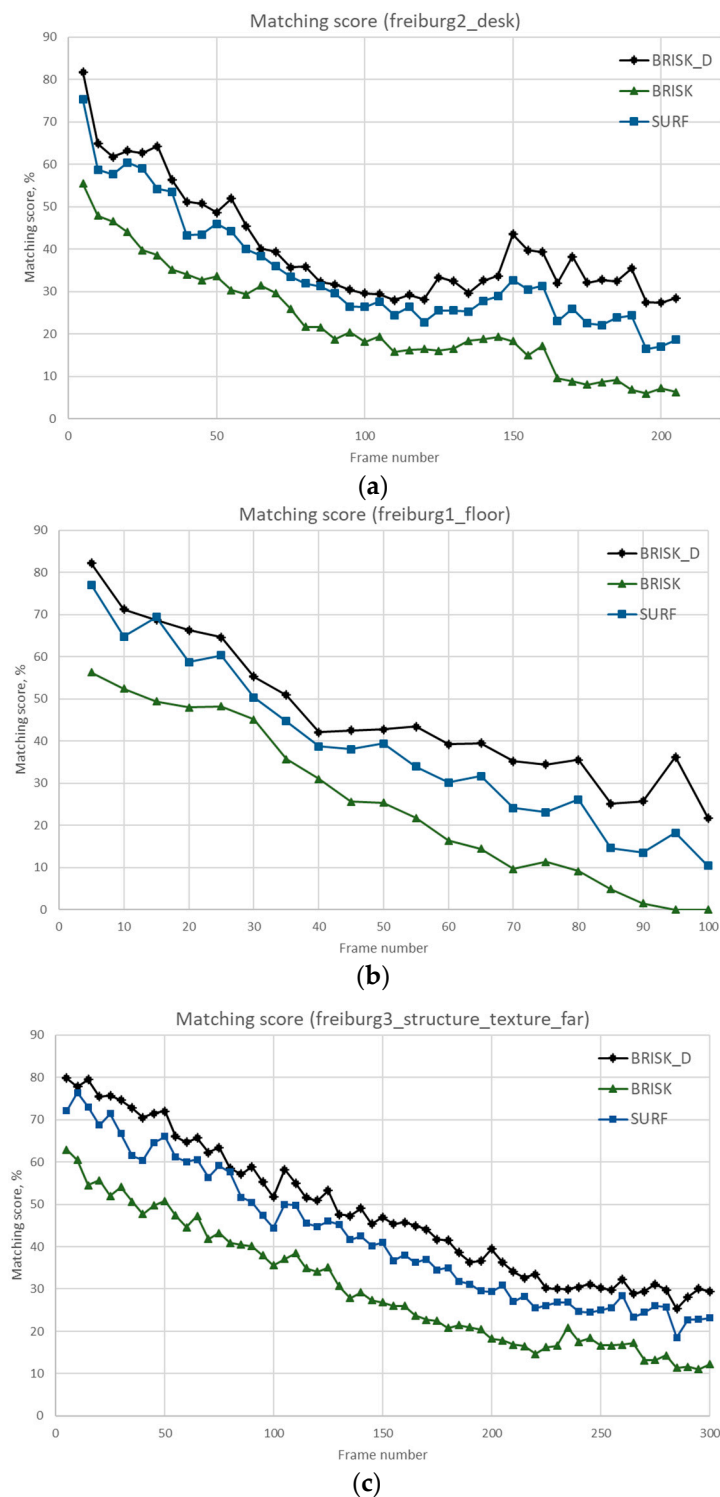 Matching score (freiburg2_desk)
90
80
70
60
50
40
30
20
10
0
Matching score, %
BRISK_D
BRISK
SURF
0 50 100 150 200
Frame number
(a)
Matching score (freiburg1_floor)
90
80
70
60
50
40
30
20
10
0
Matching score, %
BRISK_D
BRISK
SURF
0 10 20 30 40 50 60 70 80 90 100
Frame number
(b)
Matching score (freiburg3_structure_texture_far)
90
80
70
60
50
40
30
20
10
0
Matching score, %
BRISK_D
BRISK
SURF
0 50 100 150 200 250 300
Frame number
(c)